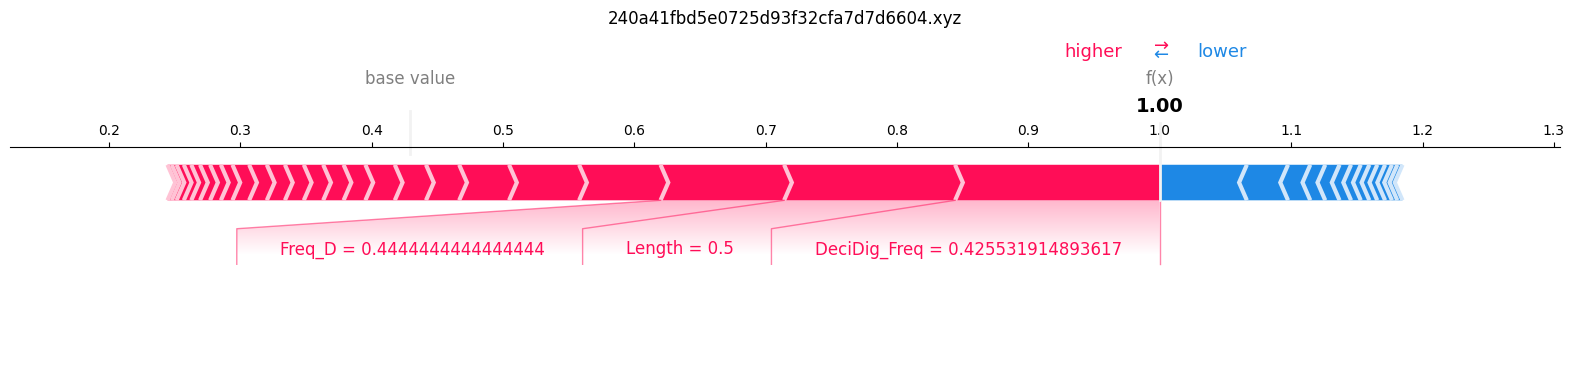 240a41fbd5e0725d93f32cfa7d7d6604.xyz
higher ⇄ lower
base value f(x)
1.00
0.2 0.3 0.4 0.5 0.6 0.7 0.8 0.9 1.0 1.1 1.2 1.3
Freq_D = 0.4444444444444444 Length = 0.5 DeciDig_Freq = 0.425531914893617